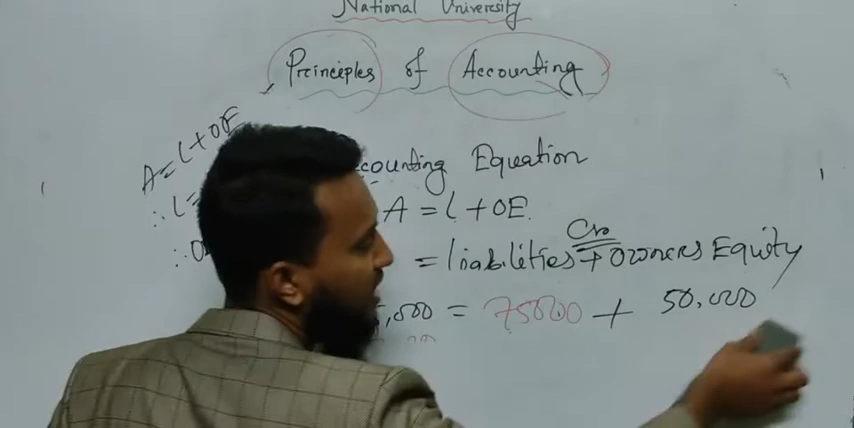 National University
Principles of Accounting
A = L + OE
Accounting Equation
∴ L =
A = L + OE.
Cr
= Liabilities + Owners Equity
,000 = 75000 + 50,000